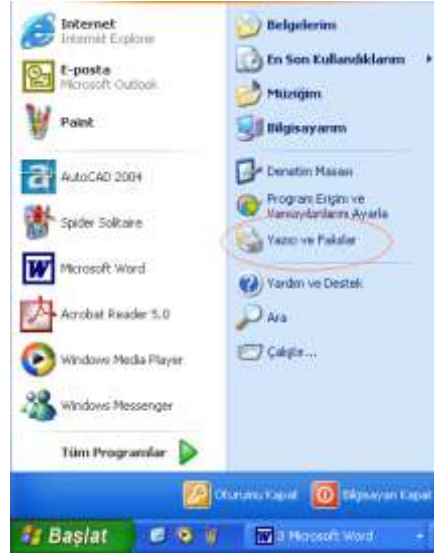 Internet
Internet Explorer
E-posta
Microsoft Outlook
Paint
AutoCAD 2004
Spider Solitaire
Microsoft Word
Acrobat Reader 5.0
Windows Media Player
Windows Messenger
Tüm Programlar
Belgelerim
En Son Kullandıklarım
Müziğim
Bilgisayarım
Denetim Masası
Program Erişim ve
Varsayılanlarını Ayarla
Yazıcı ve Fakslar
Yardım ve Destek
Ara
Çalıştır...
Oturumu Kapat
Bilgisayarı Kapat
Başlat
3 Microsoft Word